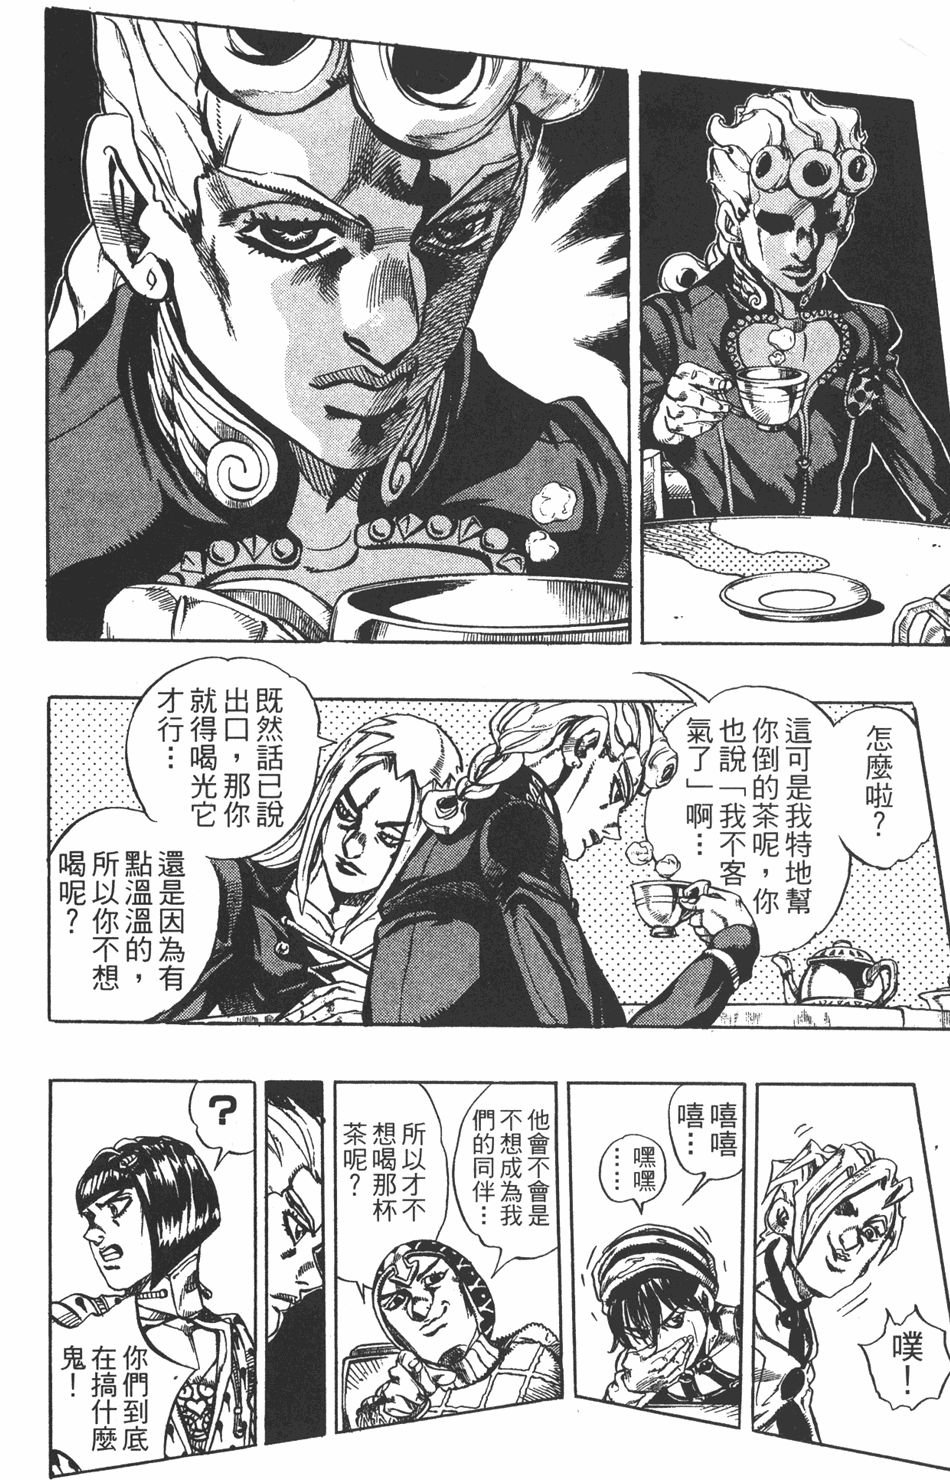 怎麼啦？
這可是我特地幫
你倒的茶呢，你
也說「我不客
氣了」啊…
既然話已說
出口，那你
就得喝光它
才行…
還是因為有
點溫溫的，
所以你不想
喝呢？
噗！
嘻嘻
嘻…
嘿嘿
……
他會不會是
不想成為我
們的同伴…
所以才不
想喝那杯
茶呢？
？
你們到底
在搞什麼
鬼！